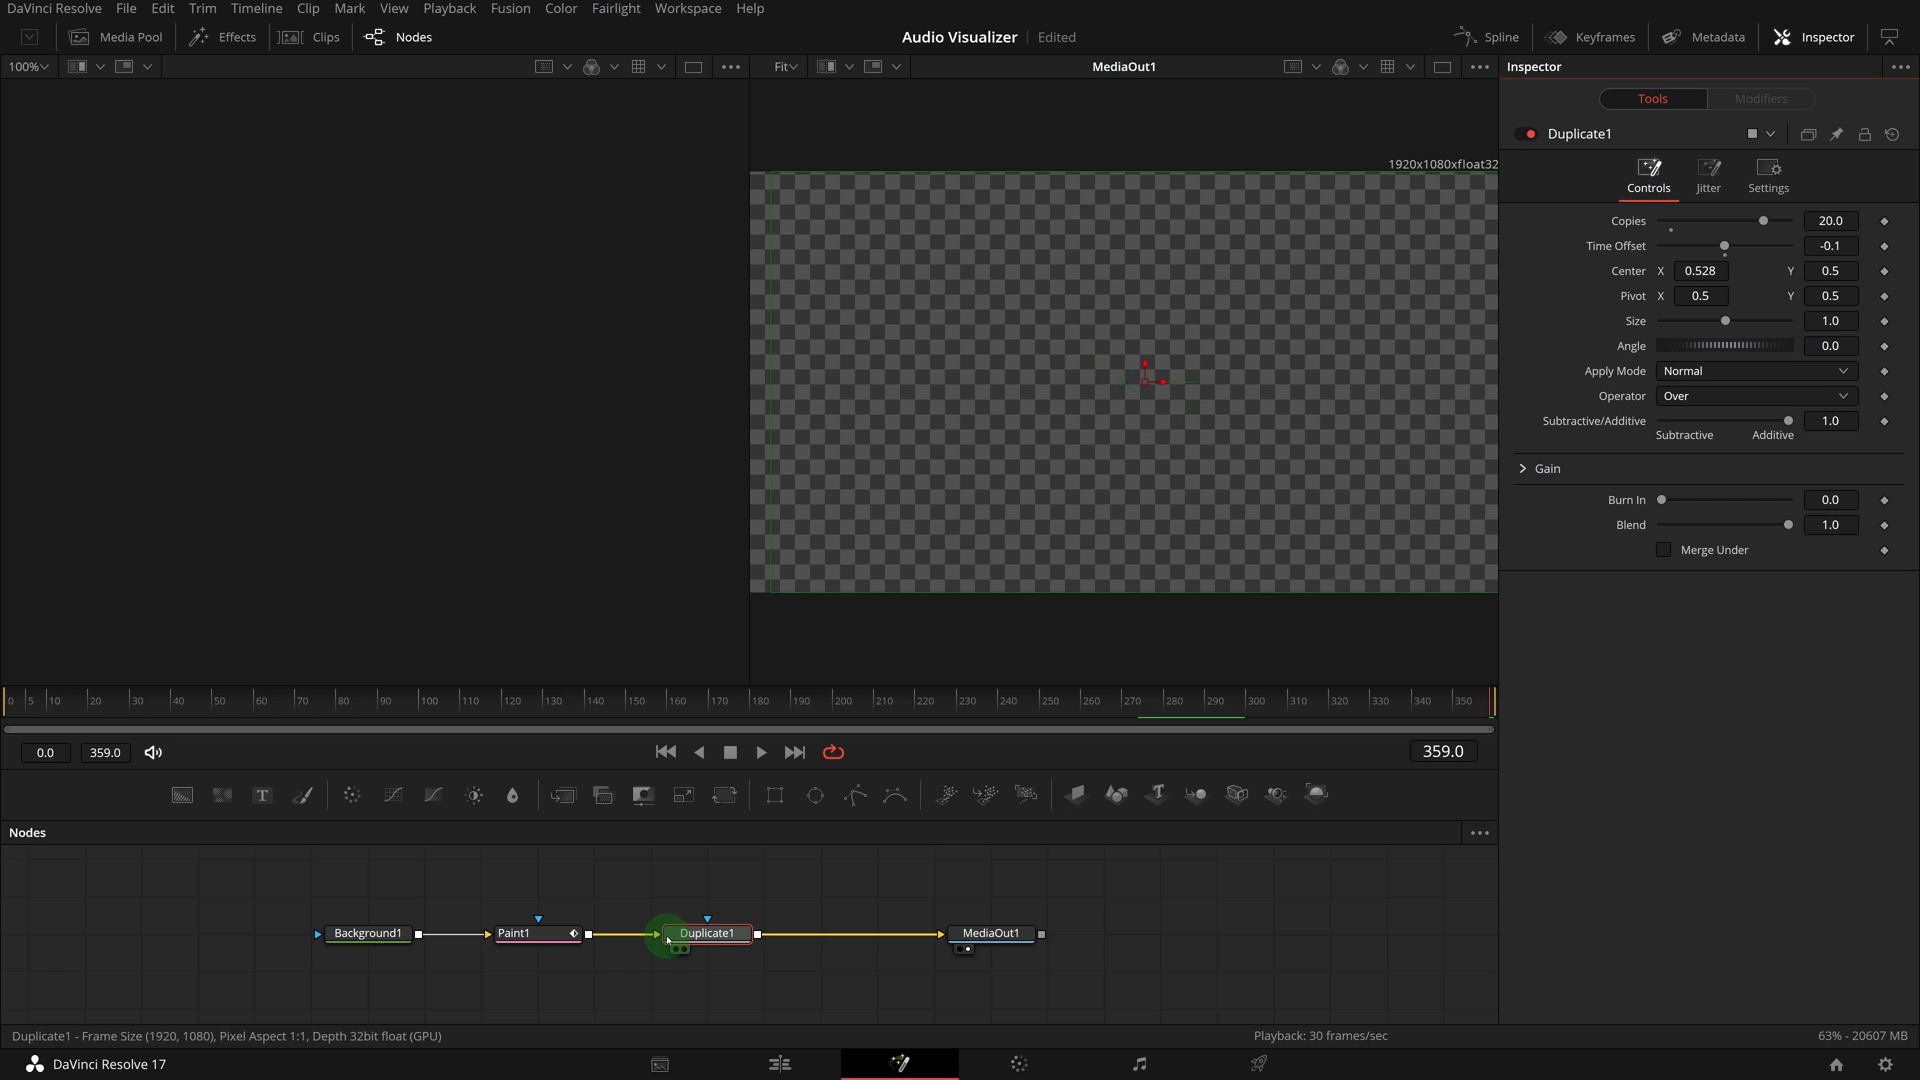 DaVinci Resolve File Edit Trim Timeline Clip Mark View Playback Fusion Color Fairlight Workspace Help
Media Pool Effects Clips Nodes Audio Visualizer Edited Spline Keyframes Metadata Inspector
100% Fit MediaOut1 Inspector
Tools Modifiers
Duplicate1
1920x1080xfloat32
Controls Jitter Settings
Copies 20.0
Time Offset -0.1
Center X 0.528 Y 0.5
Pivot X 0.5 Y 0.5
Size 1.0
Angle 0.0
Apply Mode Normal
Operator Over
Subtractive/Additive 1.0
Subtractive Additive
Gain
Burn In 0.0
Blend 1.0
Merge Under
0 5 10 20 30 40 50 60 70 80 90 100 110 120 130 140 150 160 170 180 190 200 210 220 230 240 250 260 270 280 290 300 310 320 330 340 350
0.0 359.0 359.0
Nodes
Background1 Paint1 Duplicate1 MediaOut1
Duplicate1 - Frame Size (1920, 1080), Pixel Aspect 1:1, Depth 32bit float (GPU) Playback: 30 frames/sec 63% - 20607 MB
DaVinci Resolve 17